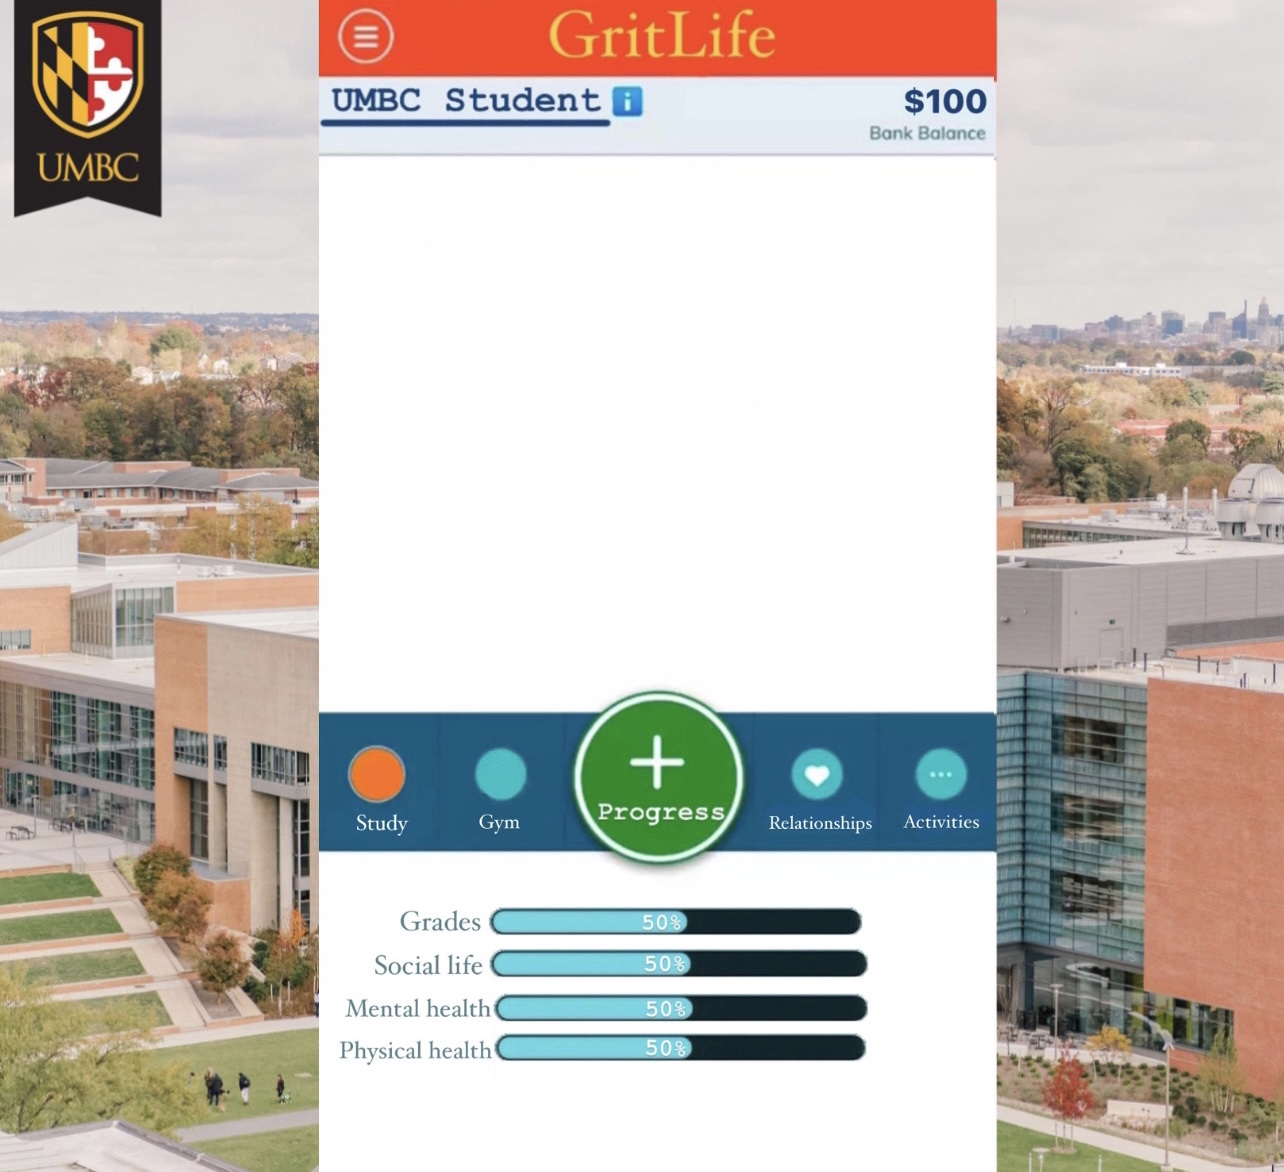 UMBC
GritLife
UMBC Student i
$100
Bank Balance
Study
Gym
Progress
Relationships
Activities
Grades 50%
Social life 50%
Mental health 50%
Physical health 50%